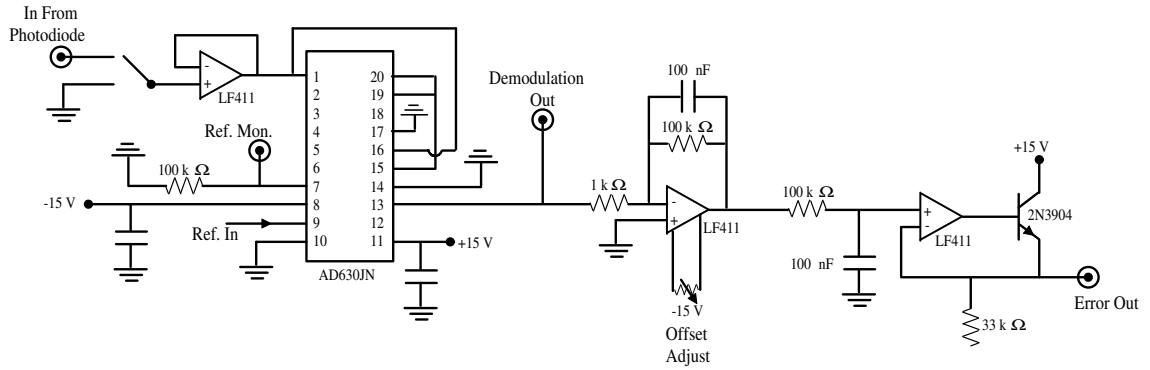 In From
Photodiode
-
+
LF411
Ref. Mon.
100 k Ω
-15 V
Ref. In
1
2
3
4
5
6
7
8
9
10
20
19
18
17
16
15
14
13
12
11
AD630JN
+15 V
Demodulation
Out
1 k Ω
100 nF
100 k Ω
-
+
LF411
-15 V
Offset
Adjust
100 k Ω
100 nF
+
-
LF411
+15 V
2N3904
33 k Ω
Error Out